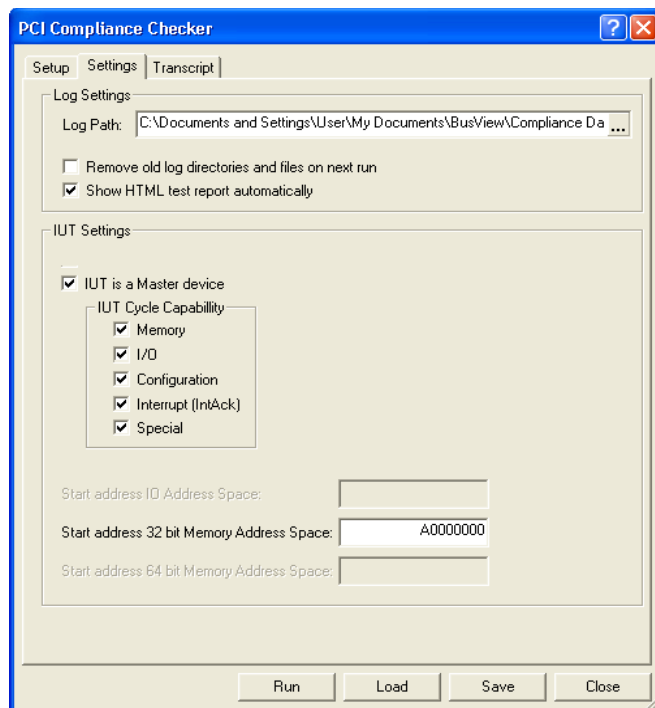 PCI Compliance Checker
Setup Settings Transcript
Log Settings
Log Path: C:\Documents and Settings\User\My Documents\BusView\Compliance Da ...
Remove old log directories and files on next run
Show HTML test report automatically
IUT Settings
IUT is a Master device
IUT Cycle Capabillity
Memory
I/O
Configuration
Interrupt (IntAck)
Special
Start address IO Address Space:
Start address 32 bit Memory Address Space: A0000000
Start address 64 bit Memory Address Space:
Run Load Save Close